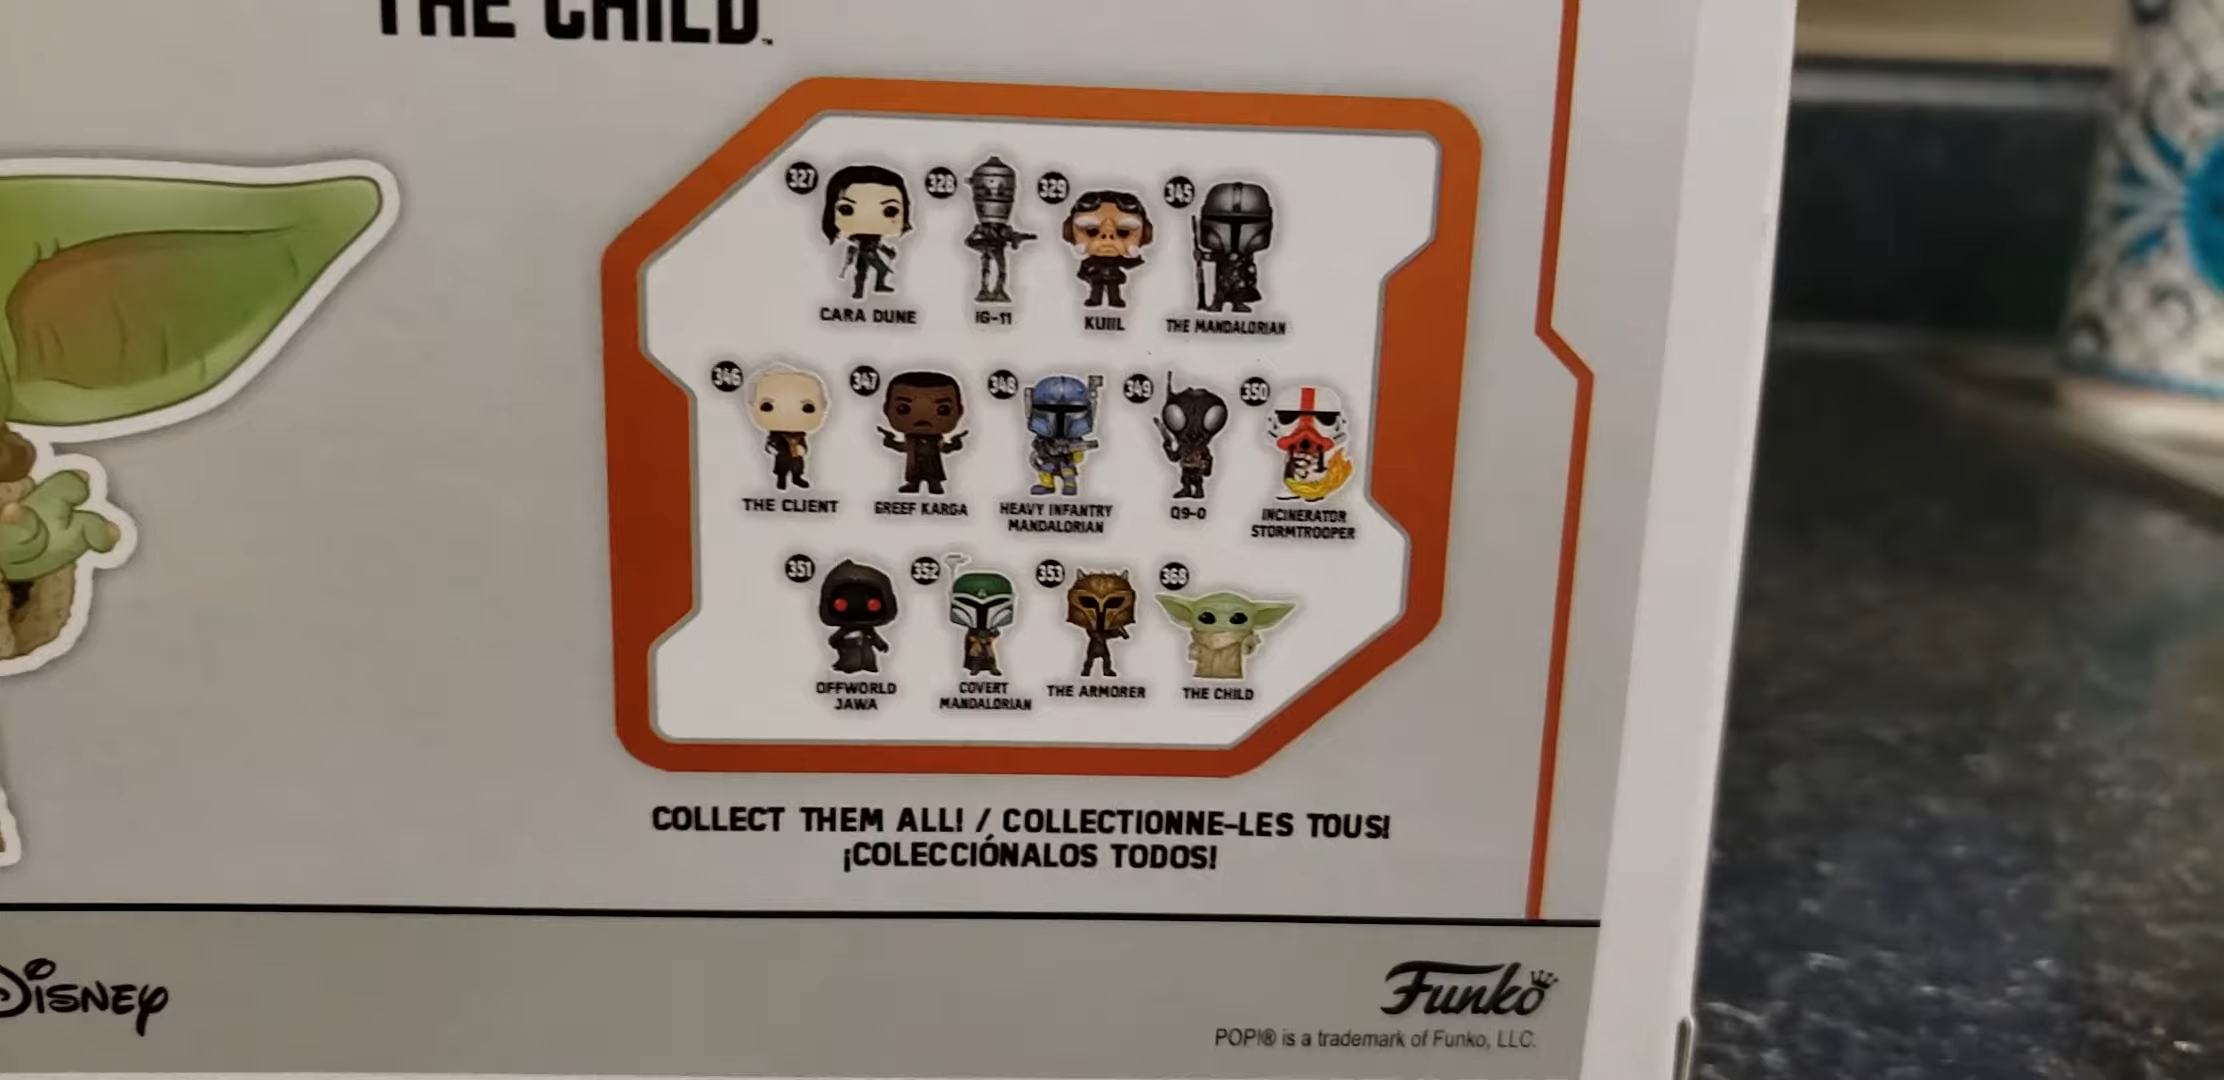 THE CHILD™
327 328 329 345
CARA DUNE IG-11 KUIIL THE MANDALORIAN
346 347 348 349 350
THE CLIENT GREEF KARGA HEAVY INFANTRY MANDALORIAN Q9-0 INCINERATOR STORMTROOPER
351 352 353 368
OFFWORLD JAWA COVERT MANDALORIAN THE ARMORER THE CHILD
COLLECT THEM ALL! / COLLECTIONNE-LES TOUS!
¡COLECCIÓNALOS TODOS!
Disney
Funko
POP!® is a trademark of Funko, LLC.